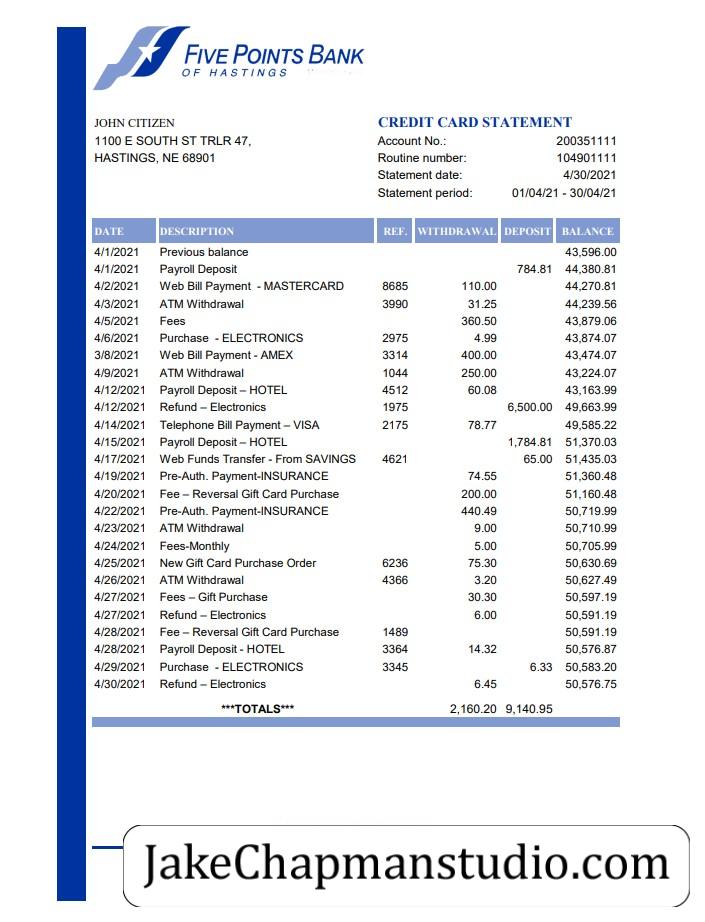 FIVE POINTS BANK
OF HASTINGS
JOHN CITIZEN
1100 E SOUTH ST TRLR 47,
HASTINGS, NE 68901
CREDIT CARD STATEMENT
Account No.: 200351111
Routine number: 104901111
Statement date: 4/30/2021
Statement period: 01/04/21 - 30/04/21
DATE DESCRIPTION REF. WITHDRAWAL DEPOSIT BALANCE
4/1/2021 Previous balance 43,596.00
4/1/2021 Payroll Deposit 784.81 44,380.81
4/2/2021 Web Bill Payment - MASTERCARD 8685 110.00 44,270.81
4/3/2021 ATM Withdrawal 3990 31.25 44,239.56
4/5/2021 Fees 360.50 43,879.06
4/6/2021 Purchase - ELECTRONICS 2975 4.99 43,874.07
3/8/2021 Web Bill Payment - AMEX 3314 400.00 43,474.07
4/9/2021 ATM Withdrawal 1044 250.00 43,224.07
4/12/2021 Payroll Deposit – HOTEL 4512 60.08 43,163.99
4/12/2021 Refund – Electronics 1975 6,500.00 49,663.99
4/14/2021 Telephone Bill Payment – VISA 2175 78.77 49,585.22
4/15/2021 Payroll Deposit – HOTEL 1,784.81 51,370.03
4/17/2021 Web Funds Transfer - From SAVINGS 4621 65.00 51,435.03
4/19/2021 Pre-Auth. Payment-INSURANCE 74.55 51,360.48
4/20/2021 Fee – Reversal Gift Card Purchase 200.00 51,160.48
4/22/2021 Pre-Auth. Payment-INSURANCE 440.49 50,719.99
4/23/2021 ATM Withdrawal 9.00 50,710.99
4/24/2021 Fees-Monthly 5.00 50,705.99
4/25/2021 New Gift Card Purchase Order 6236 75.30 50,630.69
4/26/2021 ATM Withdrawal 4366 3.20 50,627.49
4/27/2021 Fees – Gift Purchase 30.30 50,597.19
4/27/2021 Refund – Electronics 6.00 50,591.19
4/28/2021 Fee – Reversal Gift Card Purchase 1489 50,591.19
4/28/2021 Payroll Deposit - HOTEL 3364 14.32 50,576.87
4/29/2021 Purchase - ELECTRONICS 3345 6.33 50,583.20
4/30/2021 Refund – Electronics 6.45 50,576.75
***TOTALS*** 2,160.20 9,140.95
JakeChapmanstudio.com